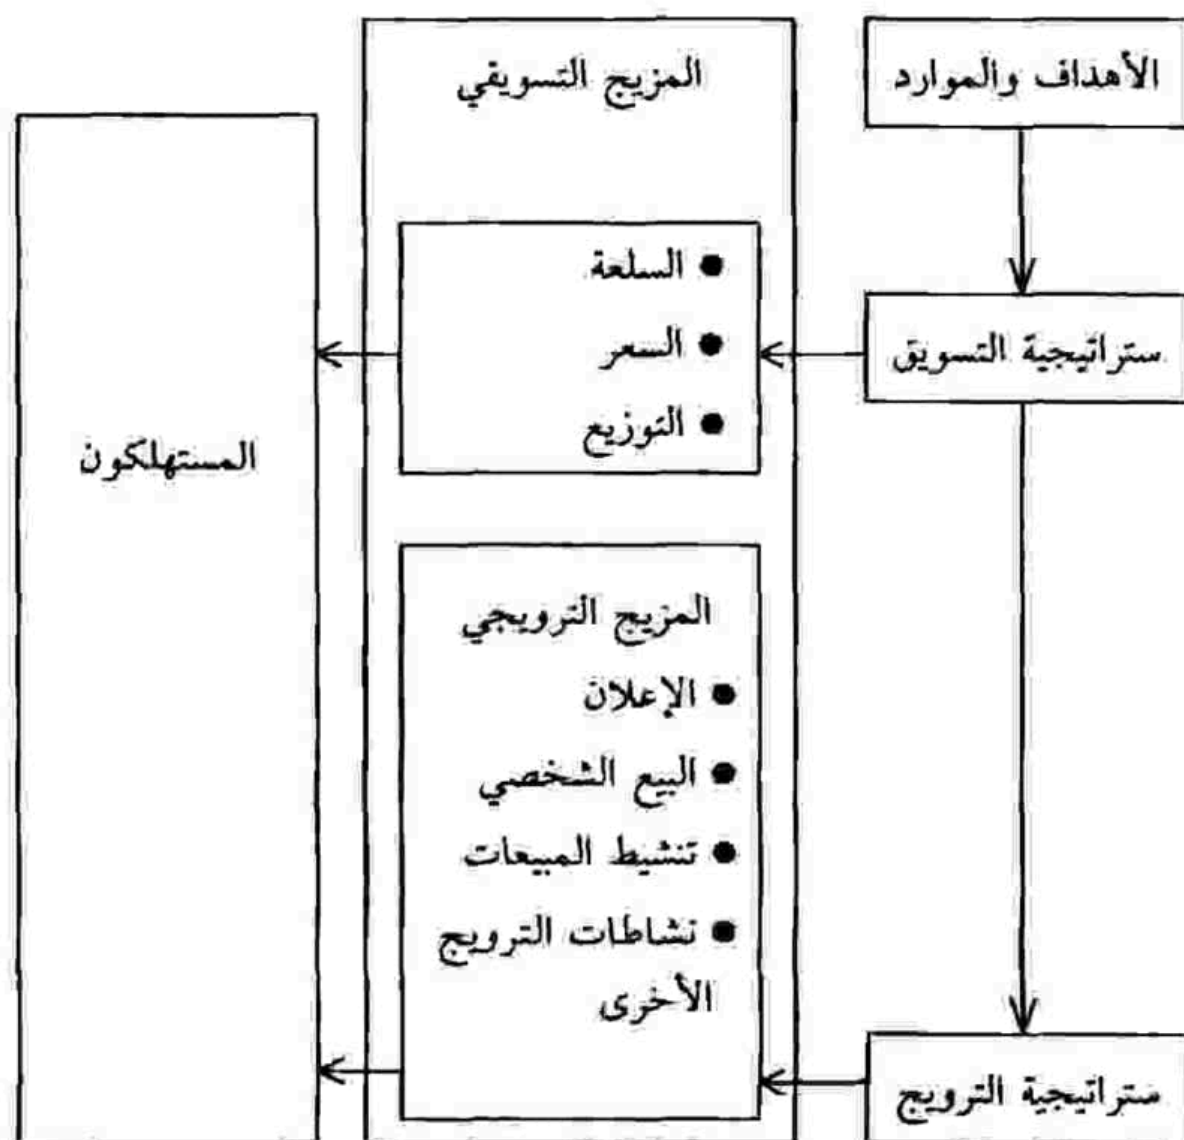 الأهداف والموارد
ستراتيجية التسويق
ستراتيجية الترويج
المزيج التسويقي
● السلعة
● السعر
● التوزيع
المزيج الترويجي
● الإعلان
● البيع الشخصي
● تنشيط المبيعات
● نشاطات الترويج
الأخرى
المستهلكون